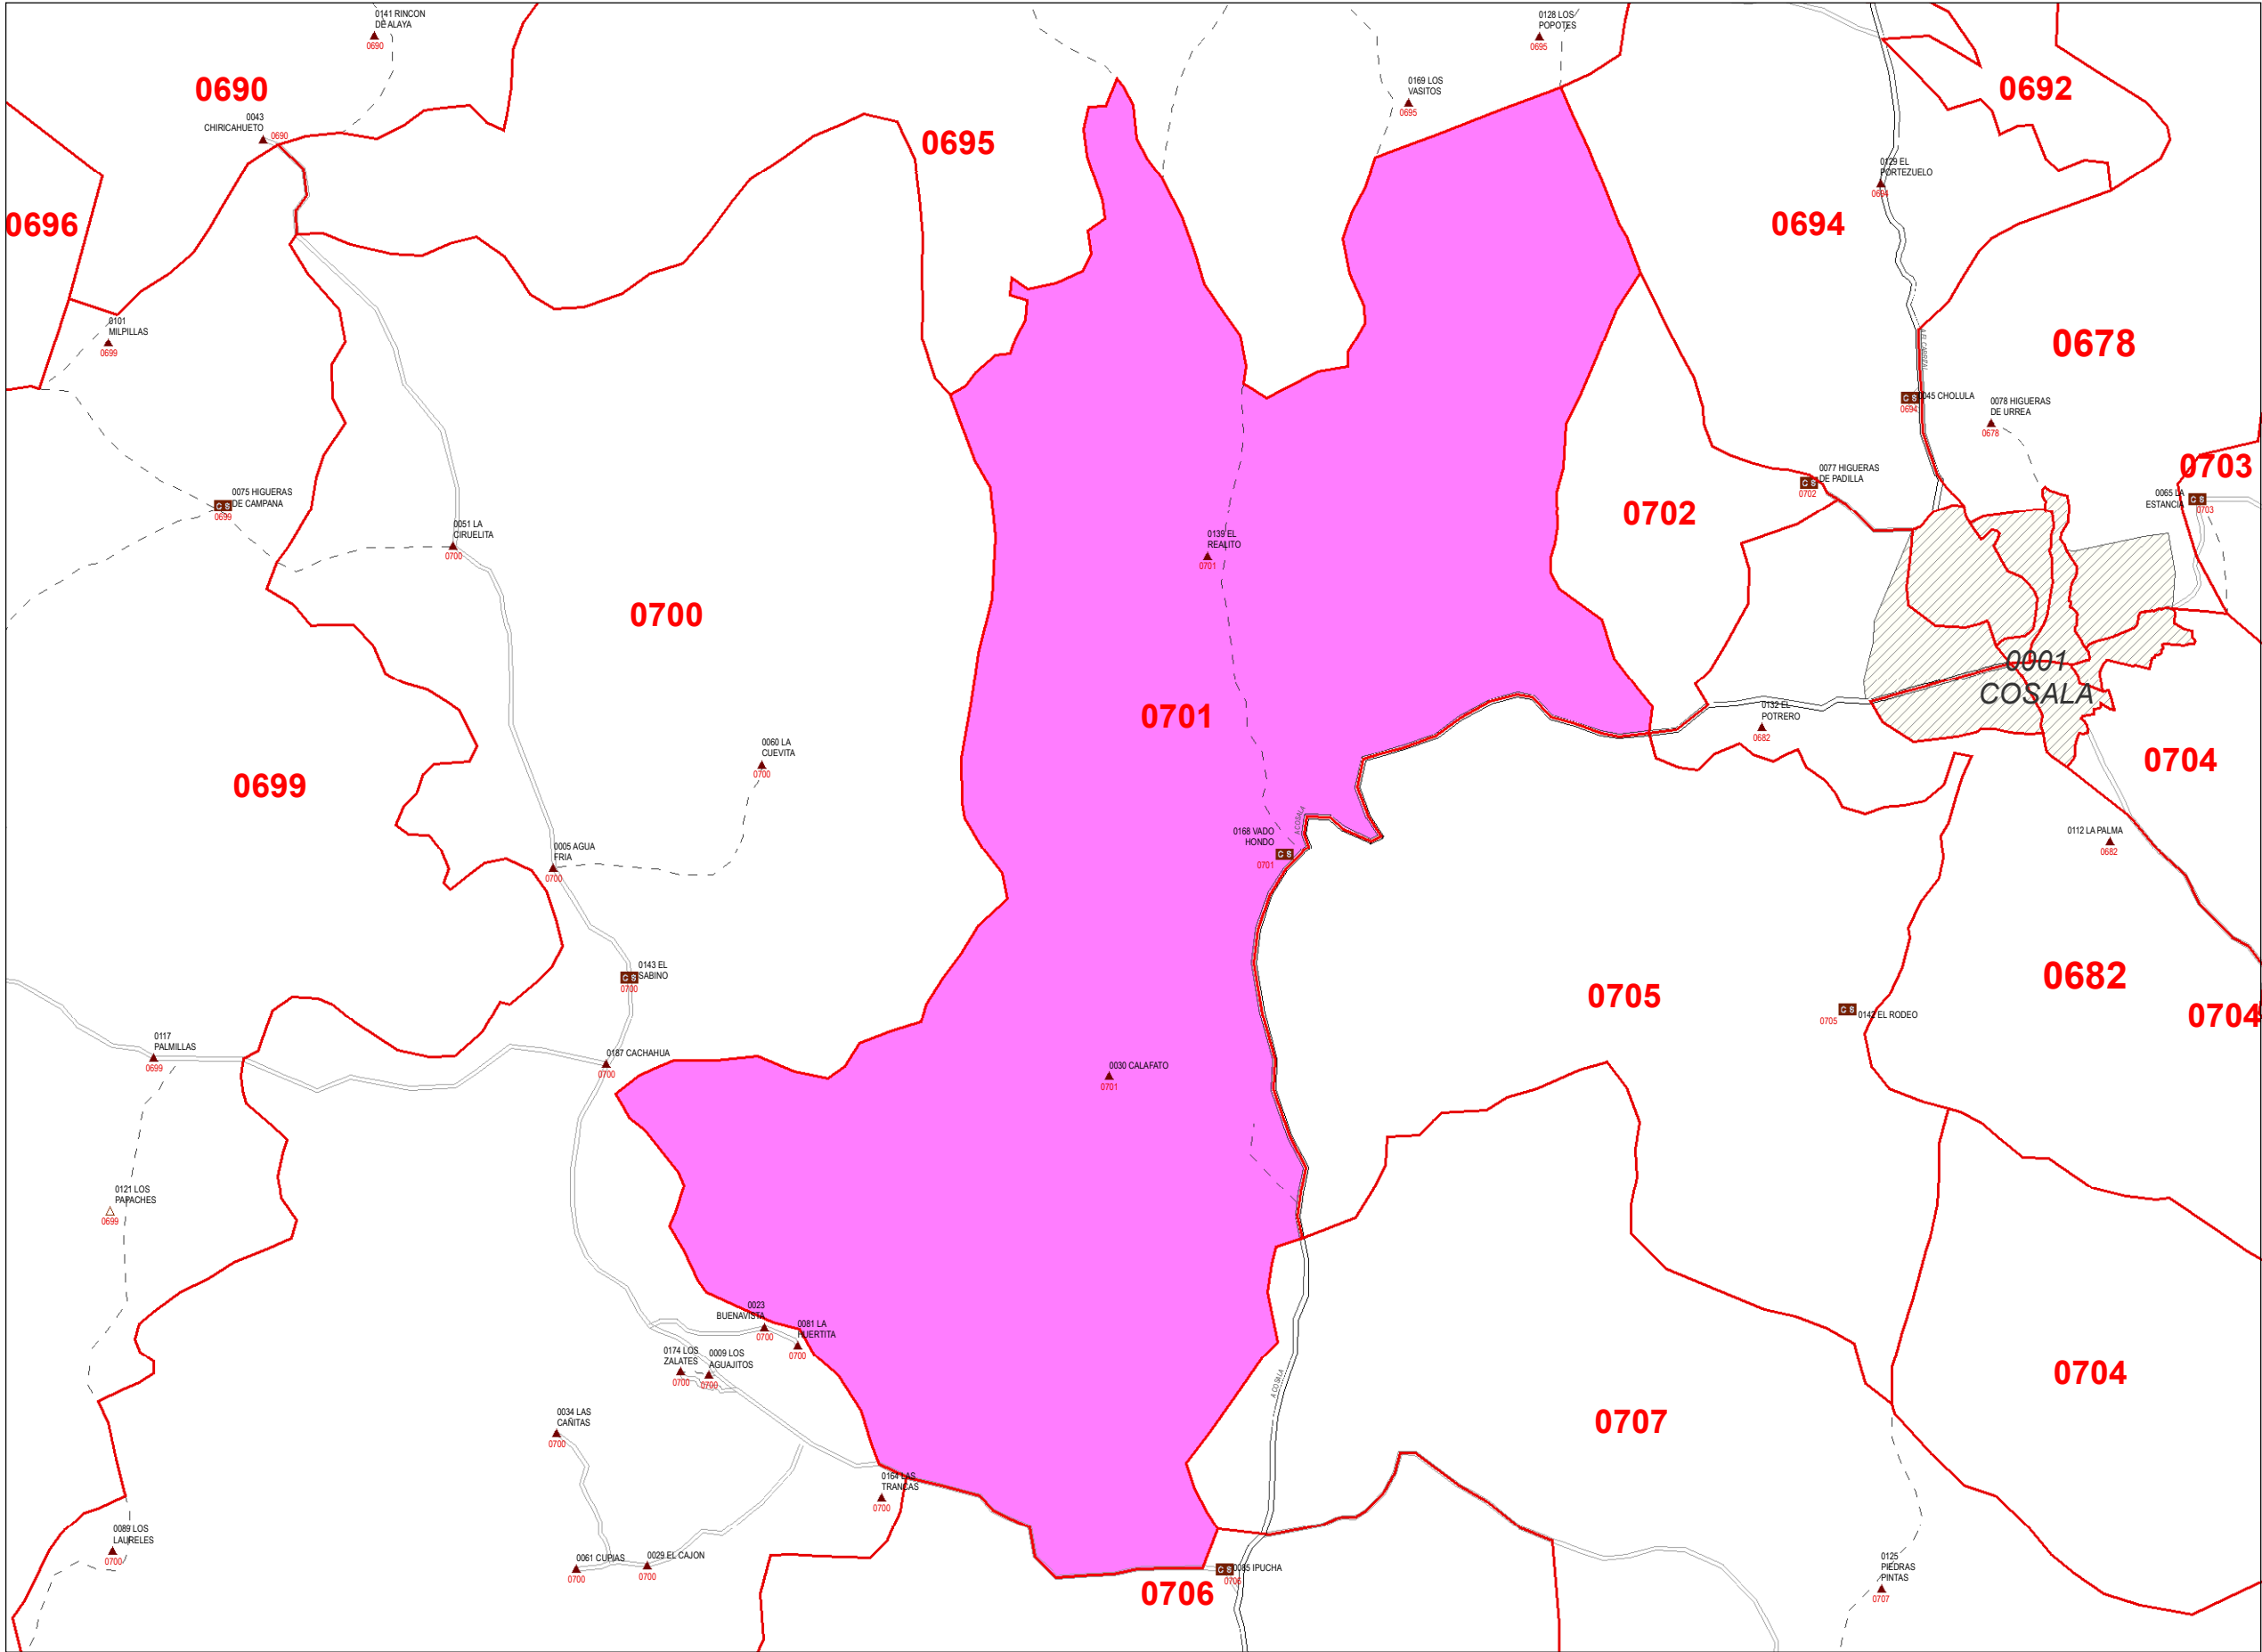 0141 RINCON
DE ALAYA
0690
0128 LOS
POPOTES
0695
0690
0692
0169 LOS
VASITOS
0695
0043
CHIRICAHUETO
0690
0695
0129 EL
PORTEZUELO
0694
0696
0694
0101
MILPILLAS
0699
0678
0045 CHOLULA
0694
0078 HIGUERAS
DE URREA
0678
0703
0077 HIGUERAS
DE PADILLA
C S
0702
0065 LA
ESTANCIA
C S
0703
0075 HIGUERAS
DE CAMPANA
C S
0699
0702
0051 LA
CIRUELITA
0700
0139 EL
REALITO
0701
0700
0001
COSALA
0701
0132 EL
POTRERO
0682
0060 LA
CUEVITA
0700
0704
0699
A COSALA
0168 VADO
HONDO
C S
0701
0112 LA PALMA
0682
0005 AGUA
FRIA
0700
0143 EL
SABINO
C S
0700
0705
0682
C S
0142 EL RODEO
0705
0704
0117
PALMILLAS
0699
0187 CACHAHUA
0700
0030 CALAFATO
0701
0121 LOS
PAPACHES
0699
0023
BUENAVISTA
0700
0081 LA
HUERTITA
0700
0174 LOS
ZALATES
0700
0009 LOS
AGUAJITOS
0700
A COSALA
0704
0034 LAS
CAÑITAS
0700
0707
0164 LAS
TRANCAS
0700
0089 LOS
LAURELES
0700
0061 CUPIAS
0700
0029 EL CAJON
0700
C S
0085 IPUCHA
0706
0706
0125
PIEDRAS
PINTAS
0707